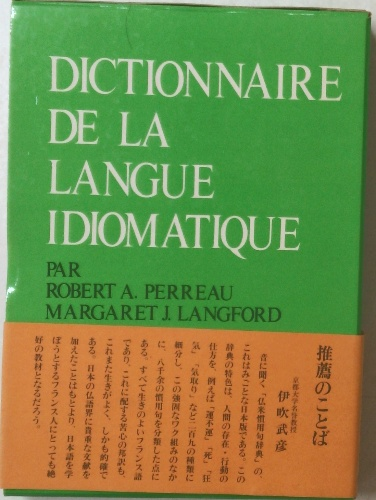 DICTIONNAIRE
DE LA
LANGUE
IDIOMATIQUE
PAR
ROBERT A. PERREAU
MARGARET J. LANGFORD
推薦のことば
京都大学名誉教授
伊吹武彦
昔に聞く、「仏米慣用句辞典」の、
これはみごとな日本版である。この
辞典の特色は、人間の存在・行動の
仕方を、例えば「運不運」「死」「狂
気」「気取り」など二百九の種類に
細分し、この強固なワク組みのなか
に、八千余の慣用句を分類した点に
ある。すべて生きのよいフランス語
であり、これに配する苦心の邦訳も、
これまた生きがよく、しかも的確で
ある。日本の仏語界に貴重な文献を
加えたことはもとより、日本語を学
ぼうとするフランス人にとっても絶
好の教材となるだろう。